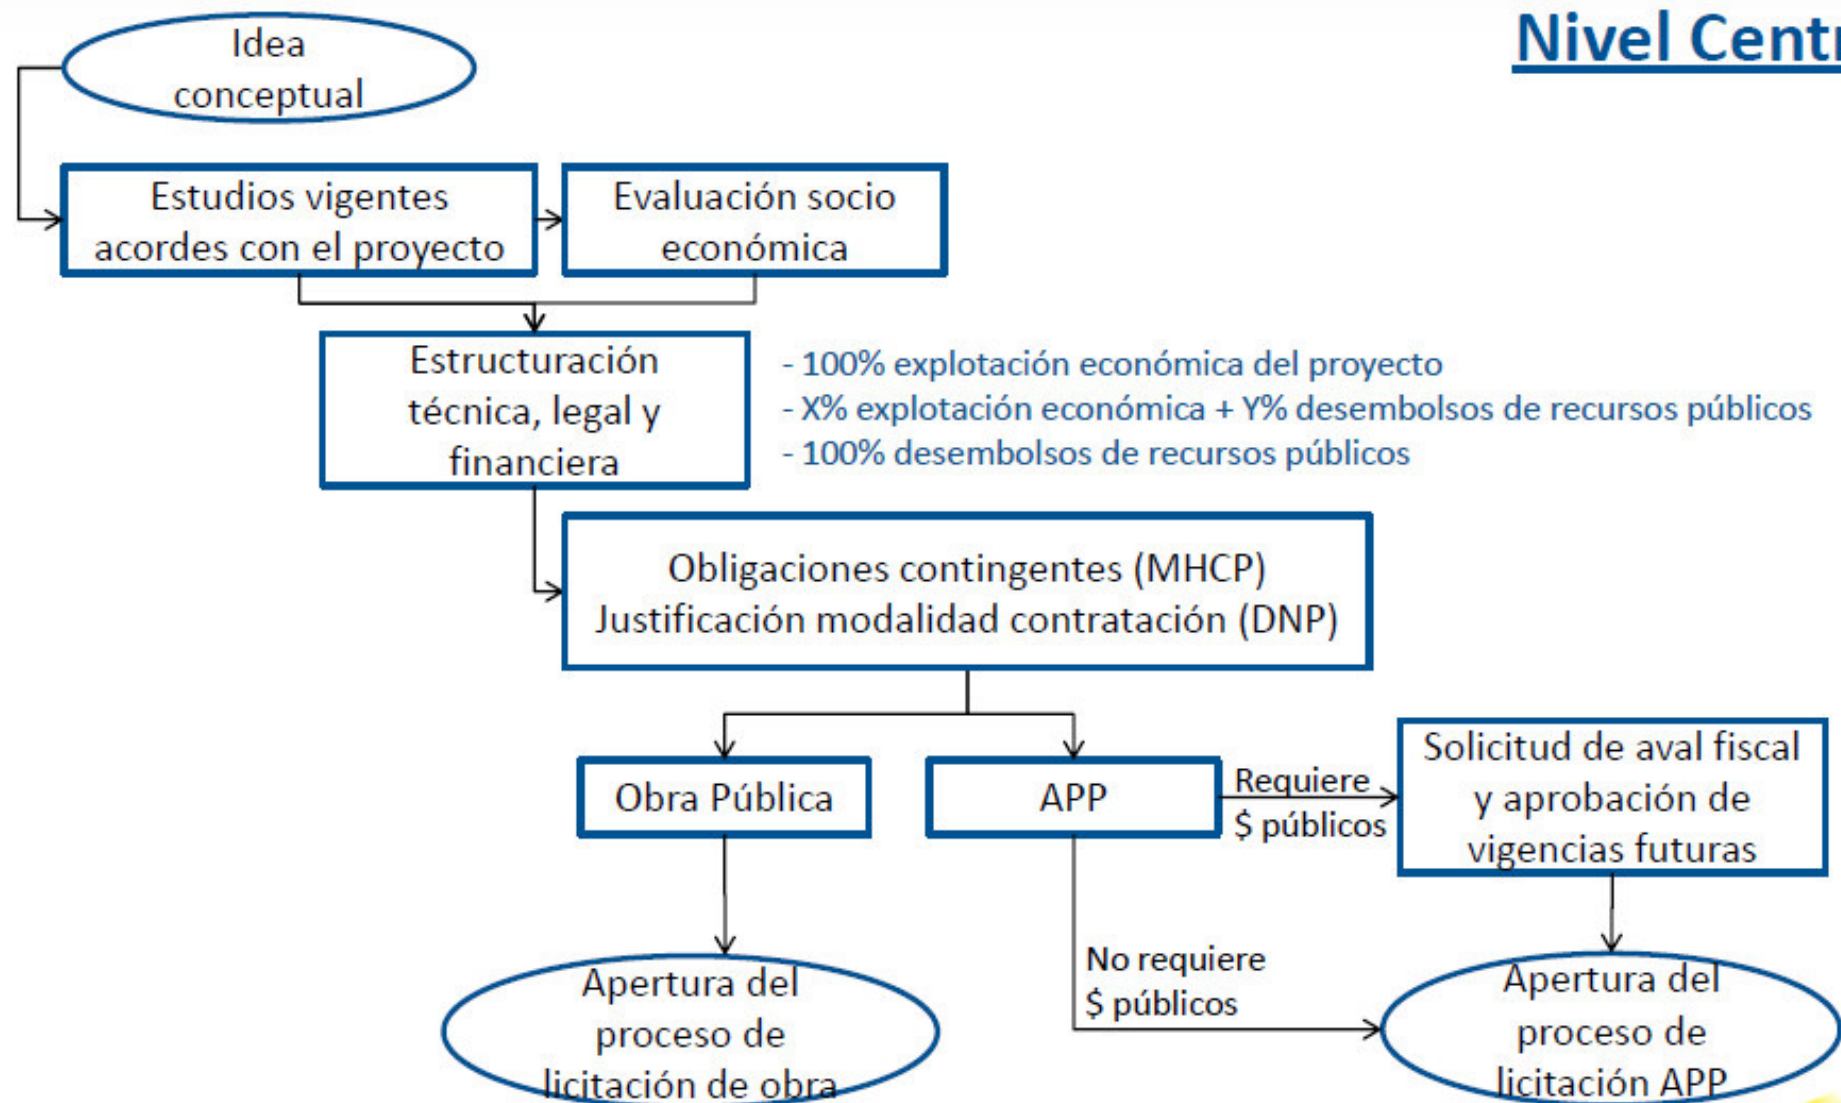 Nivel Centr
Idea
conceptual
Estudios vigentes
acordes con el proyecto
Evaluación socio
económica
Estructuración
técnica, legal y
financiera
- 100% explotación económica del proyecto
- X% explotación económica + Y% desembolsos de recursos públicos
- 100% desembolsos de recursos públicos
Obligaciones contingentes (MHCP)
Justificación modalidad contratación (DNP)
Obra Pública
APP
Requiere
$ públicos
Solicitud de aval fiscal
y aprobación de
vigencias futuras
No requiere
$ públicos
Apertura del
proceso de
licitación de obra
Apertura del
proceso de
licitación APP